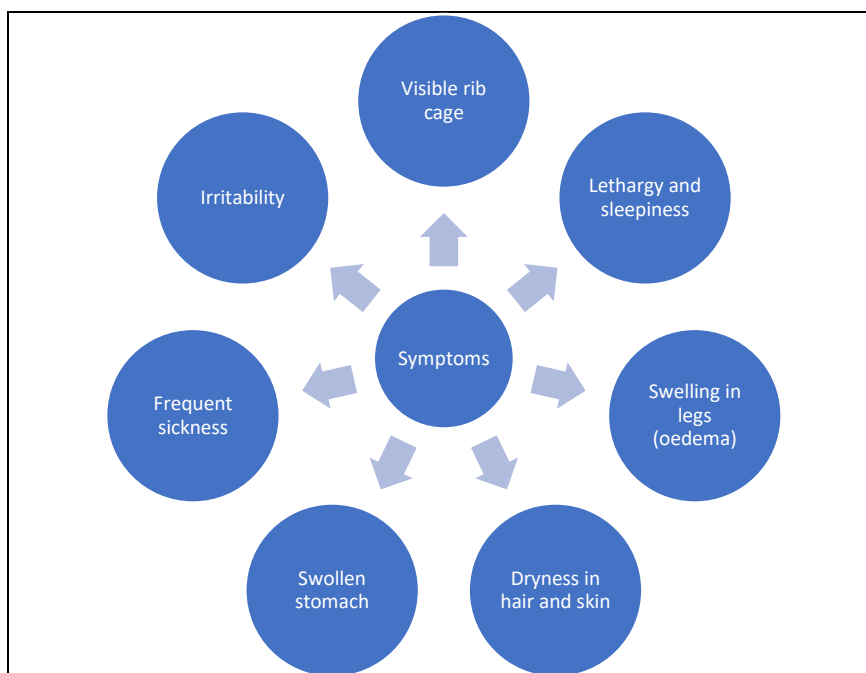 Visible rib
cage
Lethargy and
sleepiness
Swelling in
legs
(oedema)
Dryness in
hair and skin
Swollen
stomach
Frequent
sickness
Irritability
Symptoms